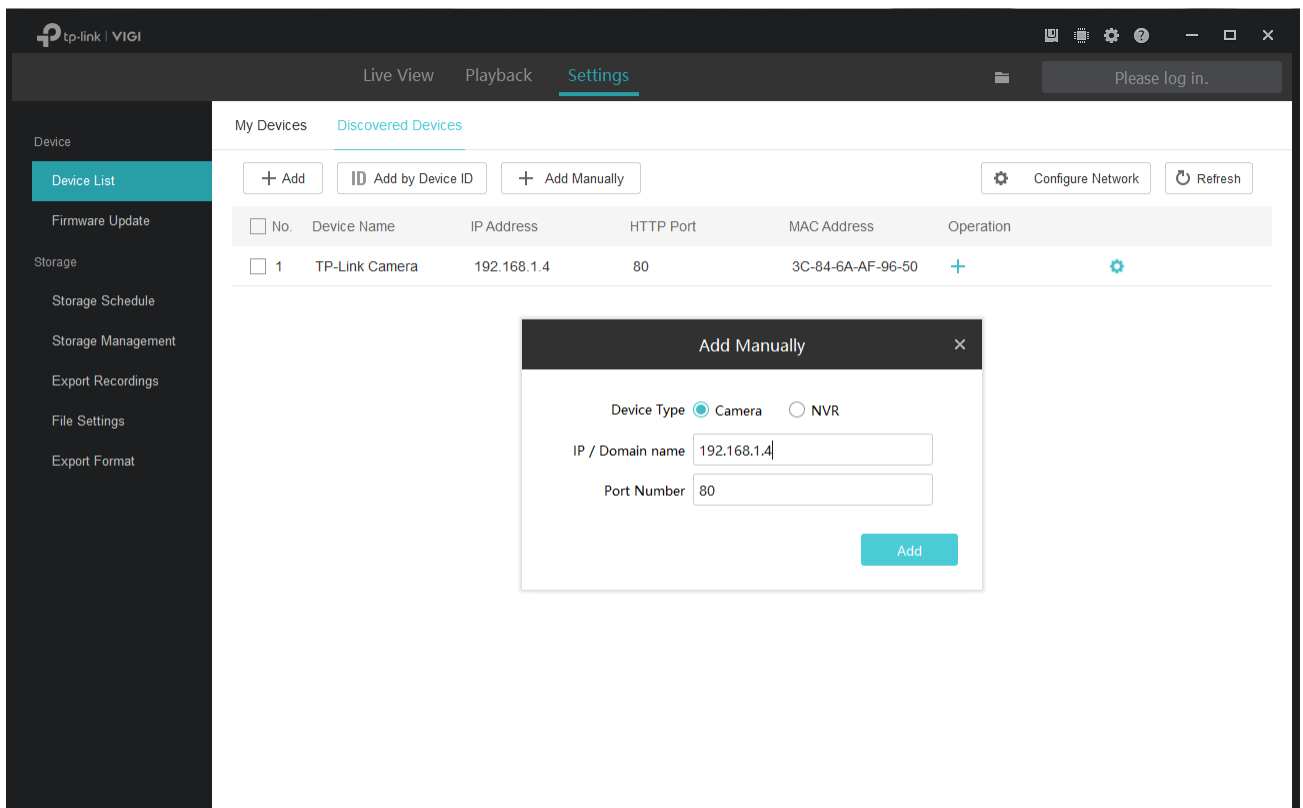 tp-link | VIGI
Live View Playback Settings
Please log in.
Device
Device List
Firmware Update
Storage
Storage Schedule
Storage Management
Export Recordings
File Settings
Export Format
My Devices Discovered Devices
+ Add
ID Add by Device ID
+ Add Manually
Configure Network
Refresh
No. Device Name IP Address HTTP Port MAC Address Operation
1 TP-Link Camera 192.168.1.4 80 3C-84-6A-AF-96-50 +
Add Manually
Device Type Camera NVR
IP / Domain name 192.168.1.4
Port Number 80
Add